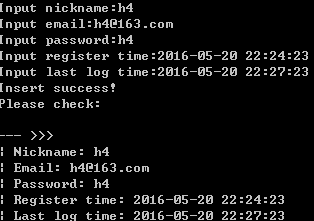 Input nickname:h4
Input email:h4@163.com
Input password:h4
Input register time:2016-05-20 22:24:23
Input last log time:2016-05-20 22:27:23
Insert success!
Please check:
--- >>>
¦ Nickname: h4
¦ Email: h4@163.com
¦ Password: h4
¦ Register time: 2016-05-20 22:24:23
¦ Last log time: 2016-05-20 22:27:23